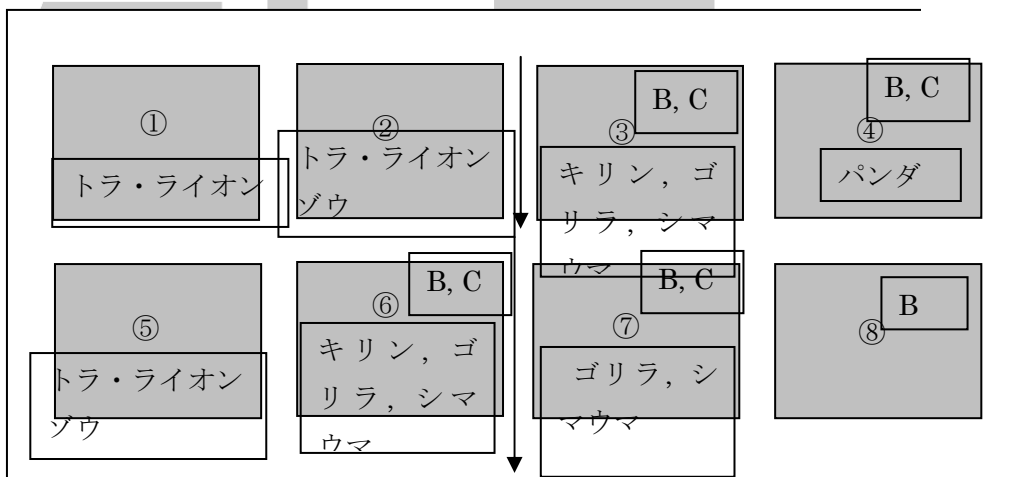 ①
トラ・ライオン
②
トラ・ライオン
ゾウ
B, C
③
キリン，ゴ
リラ，シマ
ウマ
B, C
④
パンダ
⑤
トラ・ライオン
ゾウ
B, C
⑥
キリン，ゴ
リラ，シマ
ウマ
B, C
⑦
ゴリラ，シ
マウマ
B
⑧